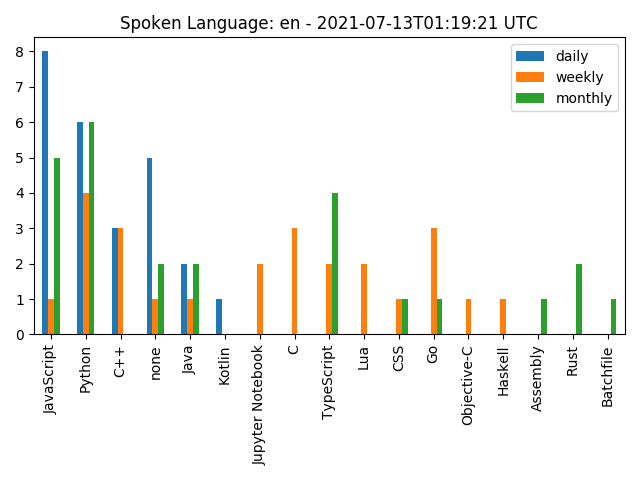 Spoken Language: en - 2021-07-13T01:19:21 UTC
daily
weekly
monthly
8
7
6
5
4
3
2
1
0
JavaScript
Python
C++
none
Java
Kotlin
Jupyter Notebook
C
TypeScript
Lua
CSS
Go
Objective-C
Haskell
Assembly
Rust
Batchfile